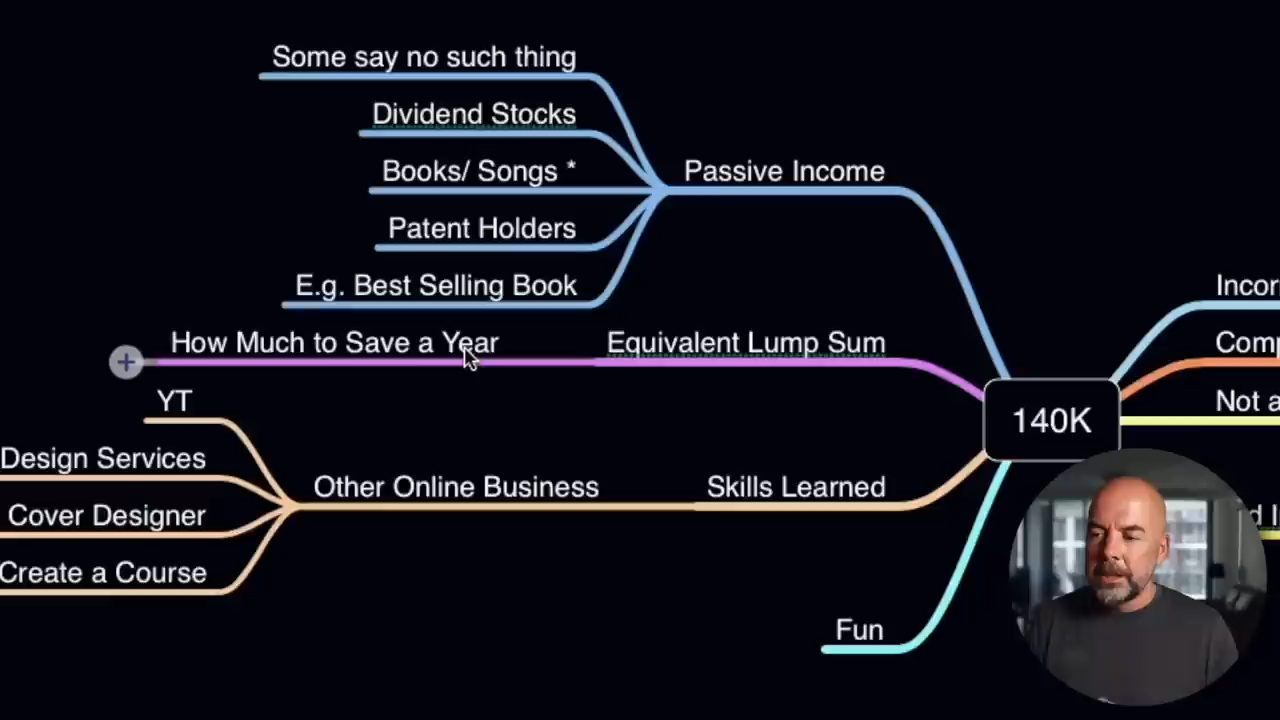 Some say no such thing
Dividend Stocks
Books/ Songs *
Patent Holders
E.g. Best Selling Book
Passive Income
How Much to Save a Year
Equivalent Lump Sum
YT
Design Services
Cover Designer
Create a Course
Other Online Business
Skills Learned
Fun
140K
Not a